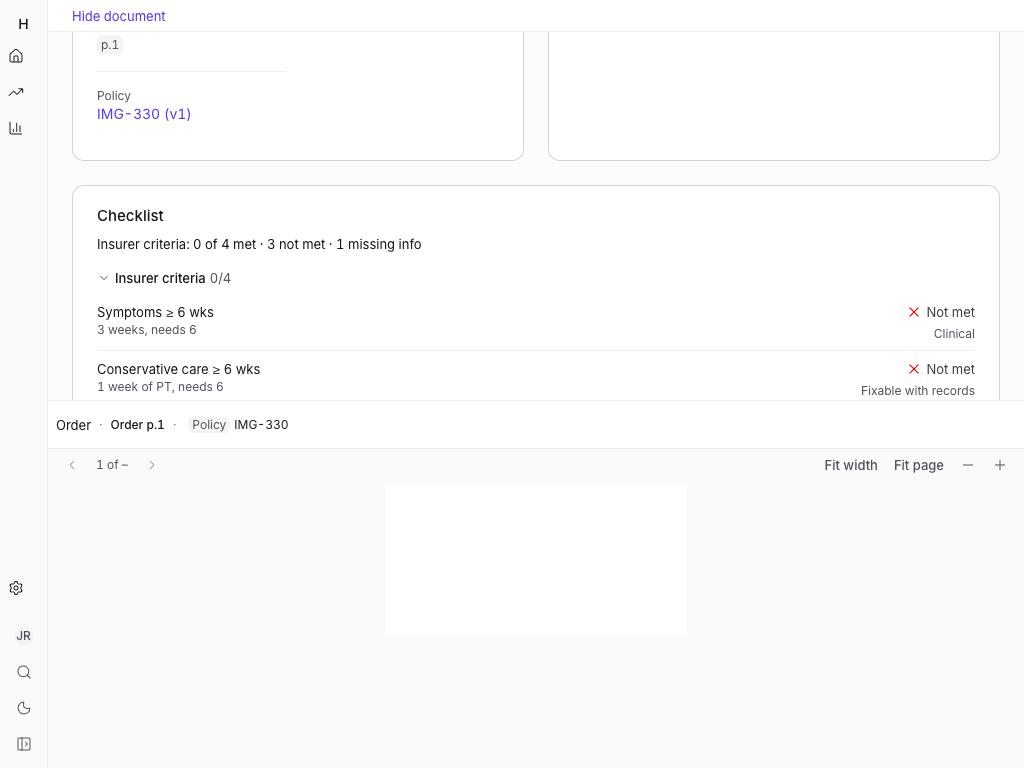 H
Hide document
p.1
Policy
IMG-330 (v1)
Checklist
Insurer criteria: 0 of 4 met · 3 not met · 1 missing info
Insurer criteria 0/4
Symptoms ≥ 6 wks
Not met
3 weeks, needs 6
Clinical
Conservative care ≥ 6 wks
Not met
1 week of PT, needs 6
Fixable with records
Order · Order p.1 · Policy IMG-330
1 of –
Fit width
Fit page
JR